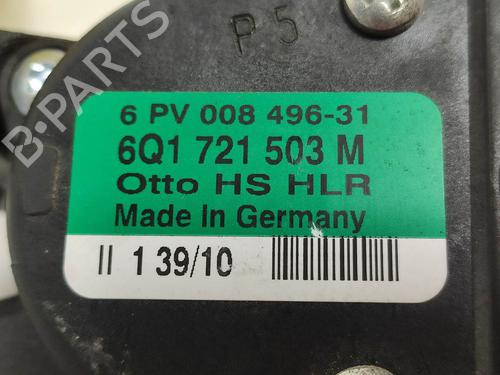 P 5
6 PV 008 496-31
6Q1 721 503 M
Otto HS HLR
Made In Germany
II 1 39/10
B-PARTS